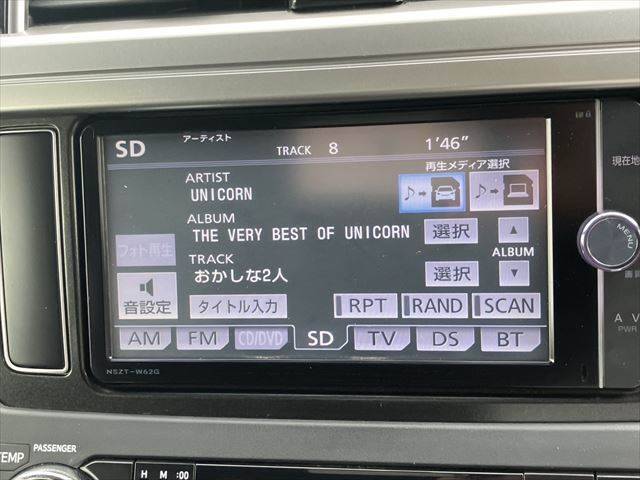 SD アーティスト TRACK 8 1'46"
再生メディア選択
現在地
ARTIST
UNICORN
MENU
ALBUM
THE VERY BEST OF UNICORN 選択
フォト再生
TRACK
おかしな2人 選択
ALBUM
音設定 タイトル入力 RPT RAND SCAN
AM FM CD/DVD SD TV DS BT
A V
PWR
NSZT-W62G
TEMP PASSENGER
H M :00